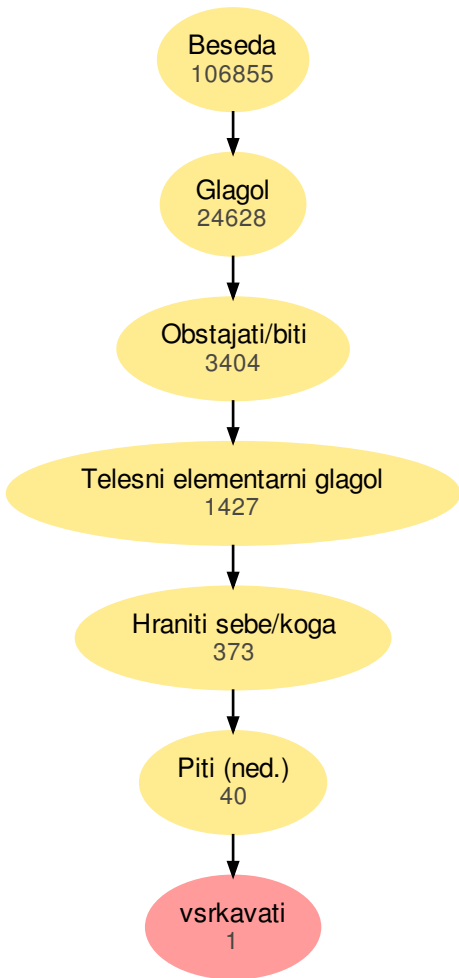 Beseda
106855
Glagol
24628
Obstajati/biti
3404
Telesni elementarni glagol
1427
Hraniti sebe/koga
373
Piti (ned.)
40
vsrkavati
1